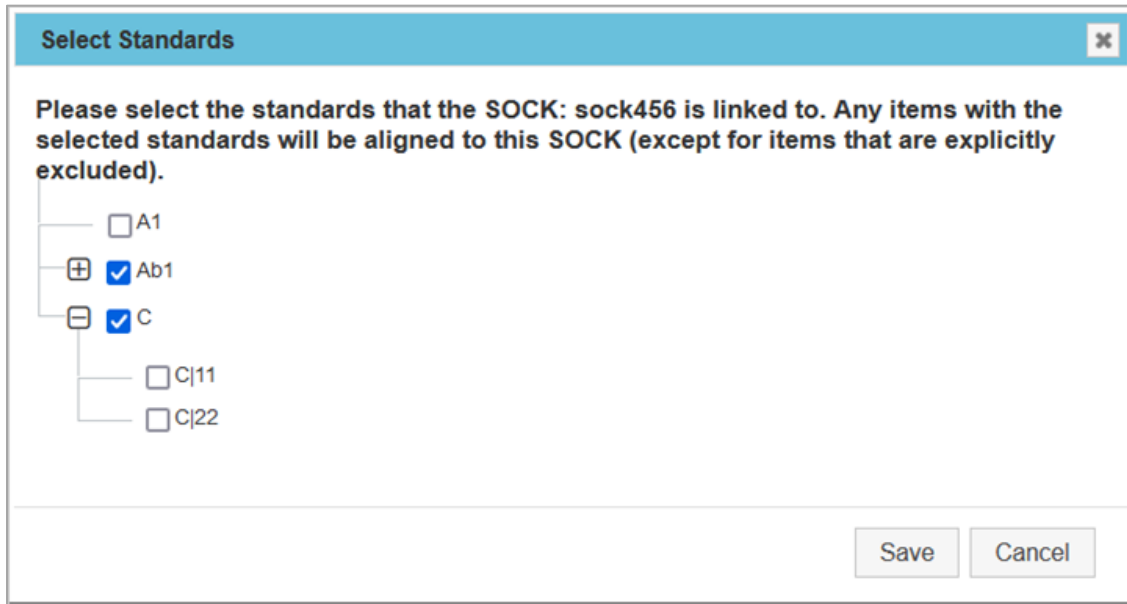 Select Standards
Please select the standards that the SOCK: sock456 is linked to. Any items with the
selected standards will be aligned to this SOCK (except for items that are explicitly
excluded).
A1
Ab1
C
C|11
C|22
Save Cancel